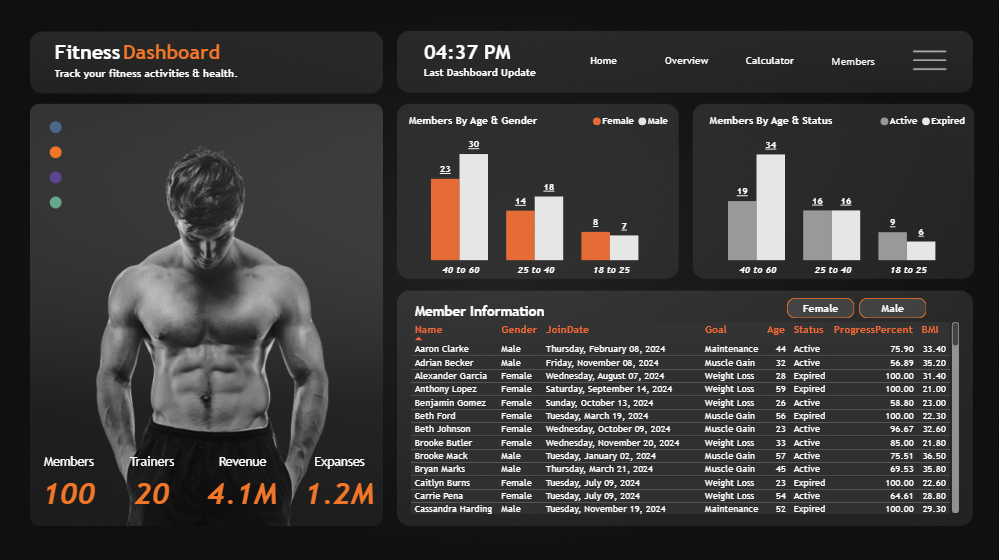 Fitness Dashboard
Track your fitness activities & health.
04:37 PM
Last Dashboard Update
Home
Overview
Calculator
Members
Members
Trainers
Revenue
Expanses
100
20
4.1M
1.2M
Members By Age & Gender
Female
Male
23
30
14
18
8
7
40 to 60
25 to 40
18 to 25
Members By Age & Status
Active
Expired
19
34
16
16
9
6
40 to 60
25 to 40
18 to 25
Member Information
Female
Male
Name Gender JoinDate Goal Age Status ProgressPercent BMI
Aaron Clarke Male Thursday, February 08, 2024 Maintenance 44 Active 75.90 33.40
Adrian Becker Male Friday, November 08, 2024 Muscle Gain 32 Active 56.89 35.20
Alexander Garcia Female Wednesday, August 07, 2024 Weight Loss 28 Expired 100.00 31.40
Anthony Lopez Female Saturday, September 14, 2024 Weight Loss 59 Expired 100.00 21.00
Benjamin Gomez Female Sunday, October 13, 2024 Weight Loss 26 Active 58.80 23.00
Beth Ford Female Tuesday, March 19, 2024 Muscle Gain 56 Expired 100.00 22.30
Beth Johnson Female Wednesday, October 09, 2024 Muscle Gain 23 Active 96.67 32.60
Brooke Butler Female Wednesday, November 20, 2024 Weight Loss 33 Active 85.00 21.80
Brooke Mack Female Tuesday, January 02, 2024 Muscle Gain 57 Active 75.51 36.50
Bryan Marks Male Thursday, March 21, 2024 Muscle Gain 45 Active 69.53 35.80
Caitlyn Burns Female Tuesday, July 09, 2024 Weight Loss 23 Expired 100.00 22.60
Carrie Pena Female Tuesday, July 09, 2024 Weight Loss 54 Active 64.61 28.80
Cassandra Harding Male Tuesday, November 19, 2024 Maintenance 52 Expired 100.00 29.30